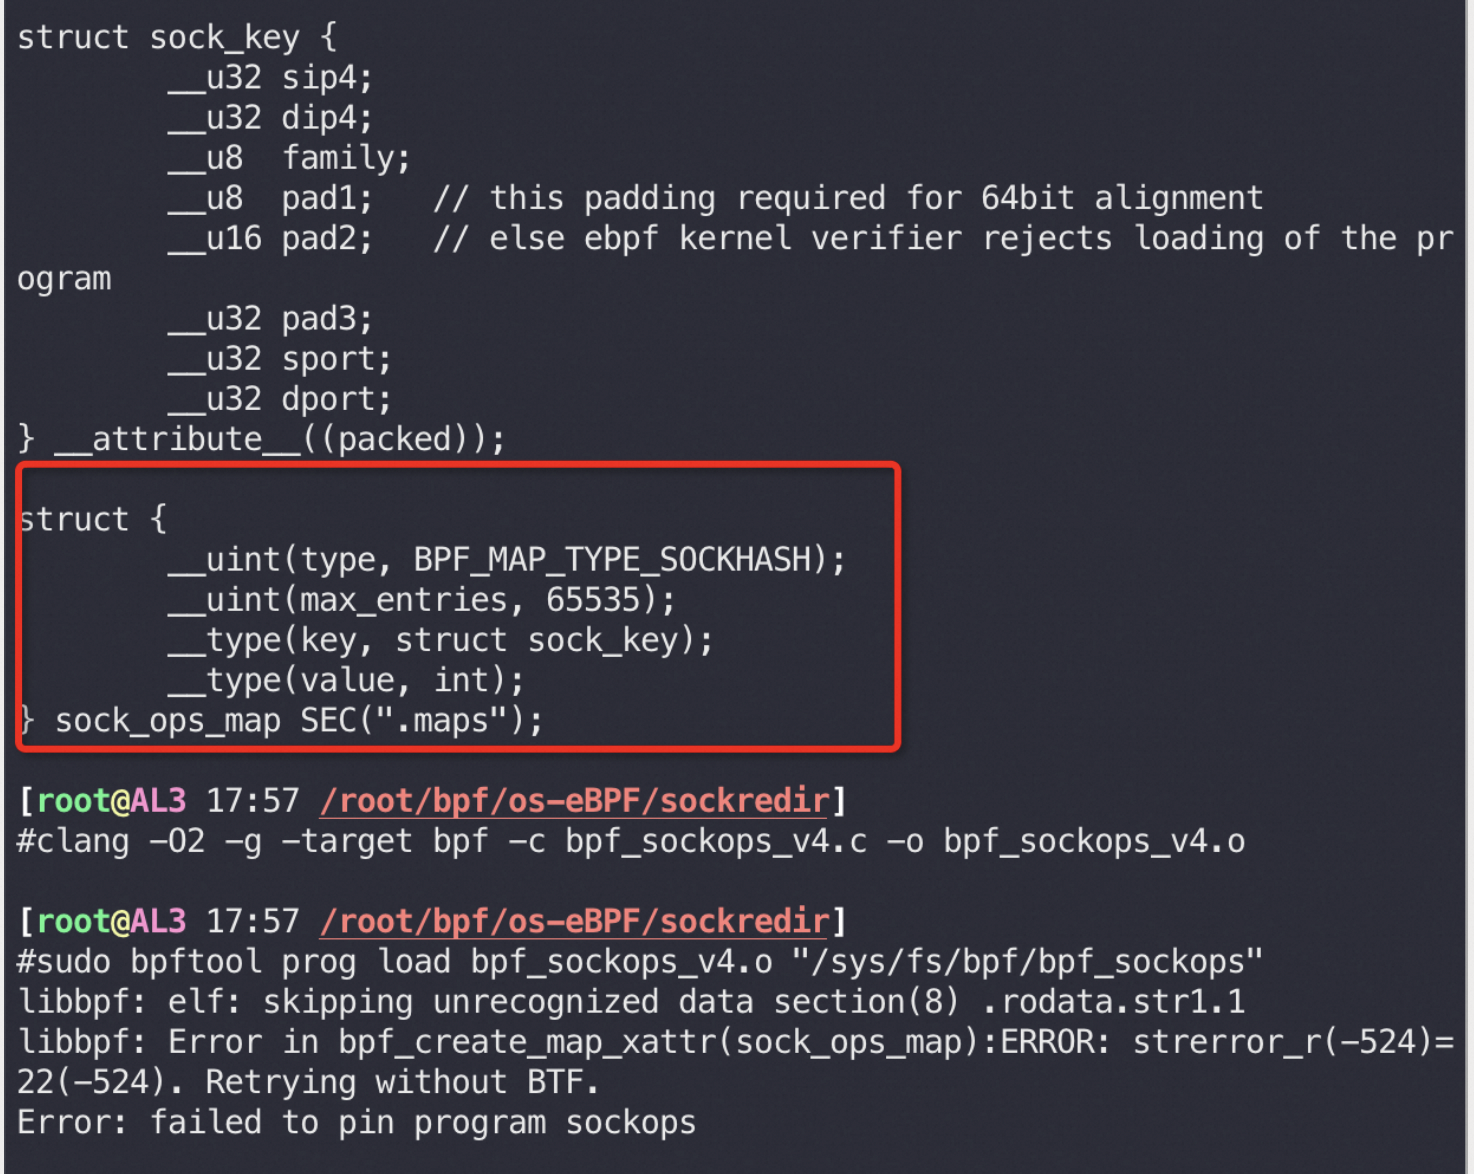 struct sock_key {
        __u32 sip4;
        __u32 dip4;
        __u8  family;
        __u8  pad1;   // this padding required for 64bit alignment
        __u16 pad2;   // else ebpf kernel verifier rejects loading of the pr
ogram
        __u32 pad3;
        __u32 sport;
        __u32 dport;
} __attribute__((packed));
struct {
        __uint(type, BPF_MAP_TYPE_SOCKHASH);
        __uint(max_entries, 65535);
        __type(key, struct sock_key);
        __type(value, int);
} sock_ops_map SEC(".maps");
[root@AL3 17:57 /root/bpf/os-eBPF/sockredir]
#clang -O2 -g -target bpf -c bpf_sockops_v4.c -o bpf_sockops_v4.o
[root@AL3 17:57 /root/bpf/os-eBPF/sockredir]
#sudo bpftool prog load bpf_sockops_v4.o "/sys/fs/bpf/bpf_sockops"
libbpf: elf: skipping unrecognized data section(8) .rodata.str1.1
libbpf: Error in bpf_create_map_xattr(sock_ops_map):ERROR: strerror_r(-524)=
22(-524). Retrying without BTF.
Error: failed to pin program sockops